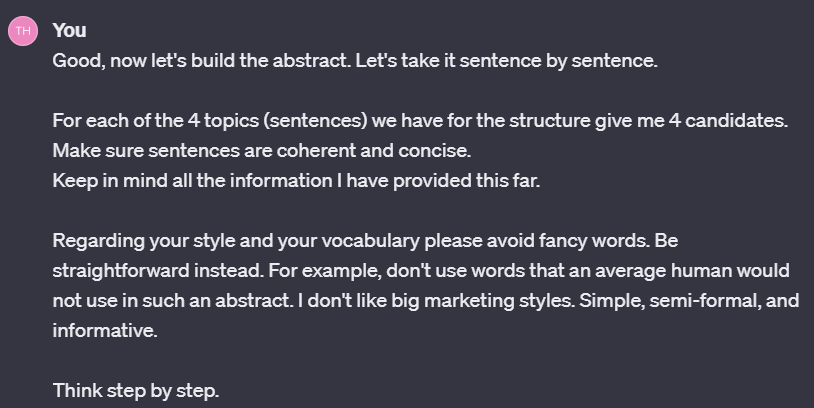 TH
You
Good, now let's build the abstract. Let's take it sentence by sentence.
For each of the 4 topics (sentences) we have for the structure give me 4 candidates.
Make sure sentences are coherent and concise.
Keep in mind all the information I have provided this far.
Regarding your style and your vocabulary please avoid fancy words. Be
straightforward instead. For example, don't use words that an average human would
not use in such an abstract. I don't like big marketing styles. Simple, semi-formal, and
informative.
Think step by step.